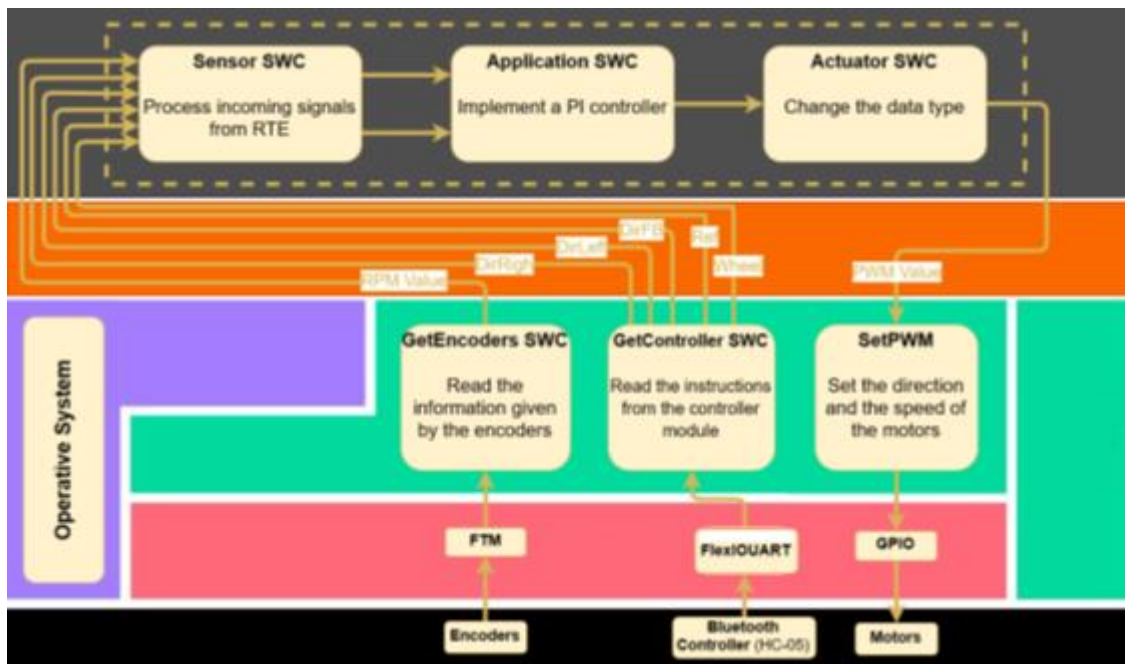 Sensor SWC
Process incoming signals
from RTE
Application SWC
Implement a PI controller
Actuator SWC
Change the data type
DirFB
Ref
DirLeft
DirRigh
Wheel
RPM Value
PWM Value
Operative System
GetEncoders SWC
Read the
information given
by the encoders
GetController SWC
Read the instructions
from the controller
module
SetPWM
Set the direction
and the speed of
the motors
FTM
FlexIOUART
GPIO
Encoders
Bluetooth
Controller (HC-05)
Motors